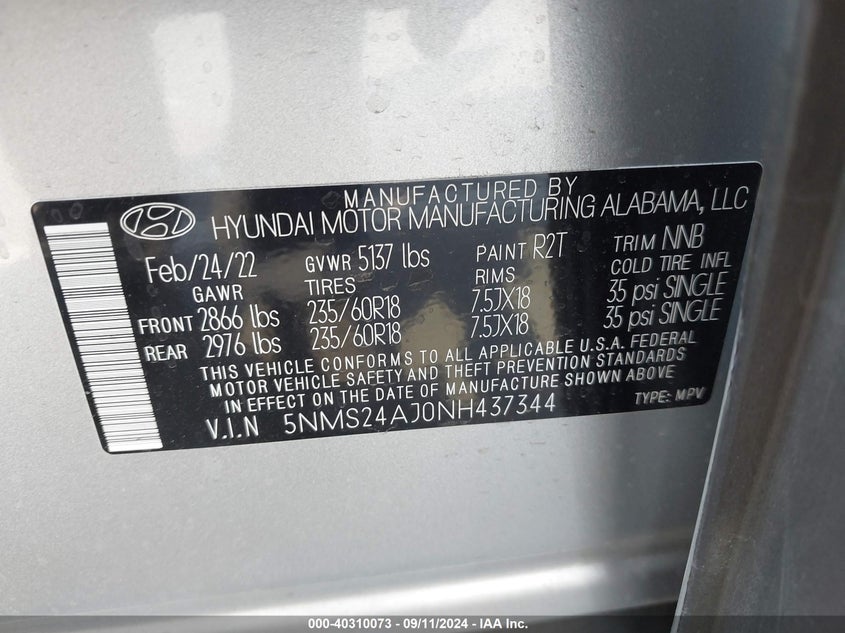 MANUFACTURED BY
HYUNDAI MOTOR MANUFACTURING ALABAMA, LLC
Feb/24/22 GVWR 5137 lbs PAINT R2T TRIM NNB
GAWR TIRES RIMS COLD TIRE INFL
FRONT 2866 lbs 235/60R18 7.5JX18 35 psi SINGLE
REAR 2976 lbs 235/60R18 7.5JX18 35 psi SINGLE
THIS VEHICLE CONFORMS TO ALL APPLICABLE U.S.A. FEDERAL
MOTOR VEHICLE SAFETY AND THEFT PREVENTION STANDARDS
IN EFFECT ON THE DATE OF MANUFACTURE SHOWN ABOVE
V.I.N 5NMS24AJ0NH437344 TYPE: MPV
000-40310073 - 09/11/2024 - IAA Inc.